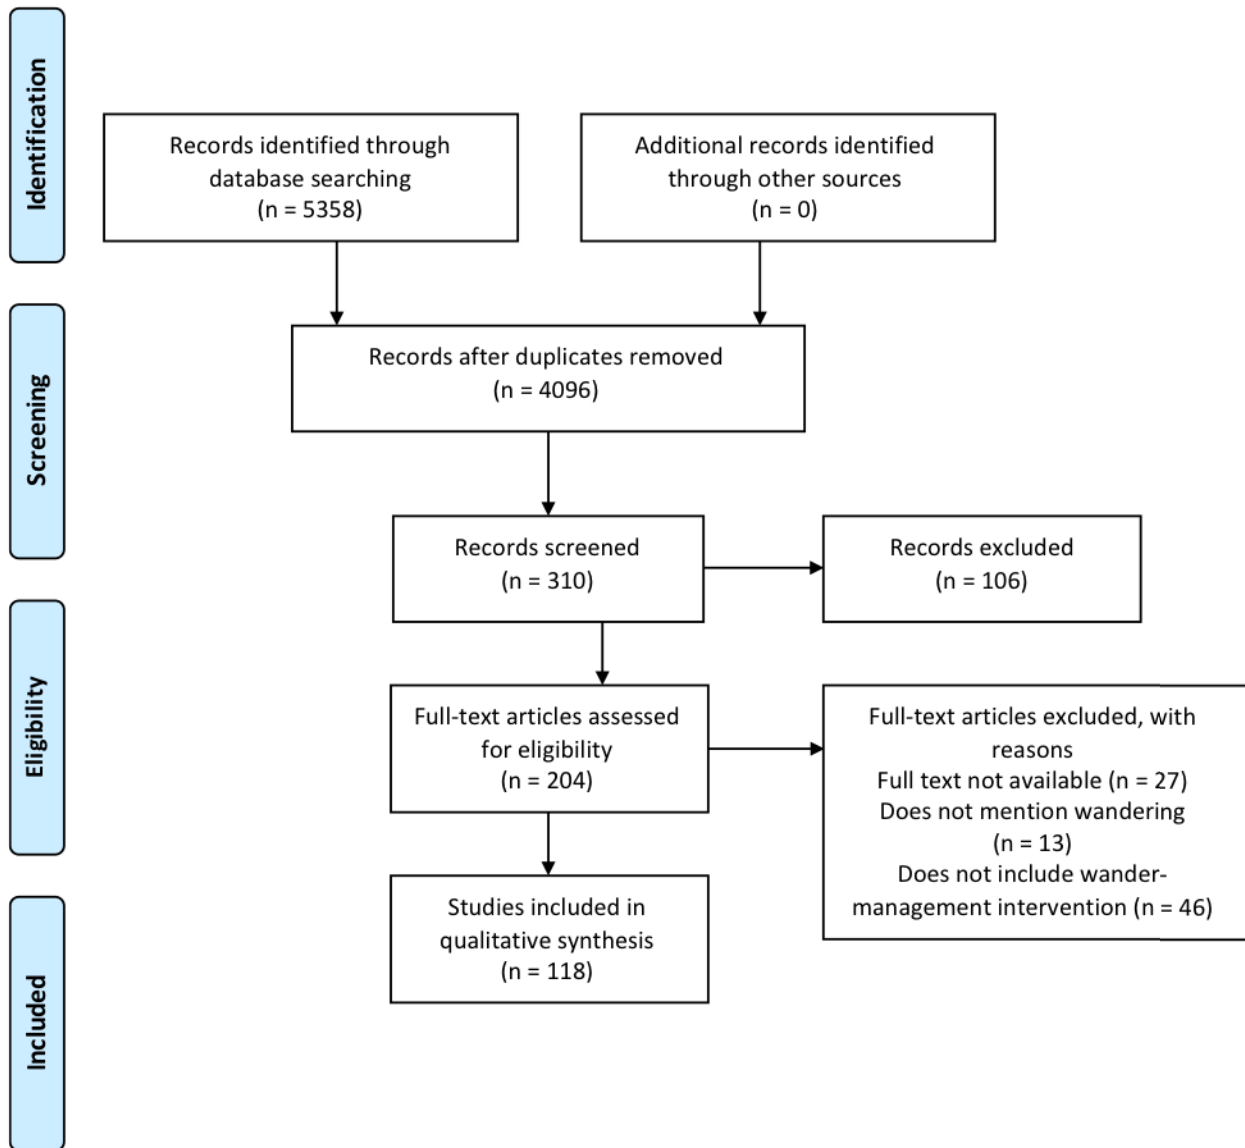 Identification
Records identified through
database searching
(n = 5358)
Additional records identified
through other sources
(n = 0)
Screening
Records after duplicates removed
(n = 4096)
Records screened
(n = 310)
Records excluded
(n = 106)
Eligibility
Full-text articles assessed
for eligibility
(n = 204)
Full-text articles excluded, with
reasons
Full text not available (n = 27)
Does not mention wandering
(n = 13)
Does not include wander-
management intervention (n = 46)
Included
Studies included in
qualitative synthesis
(n = 118)